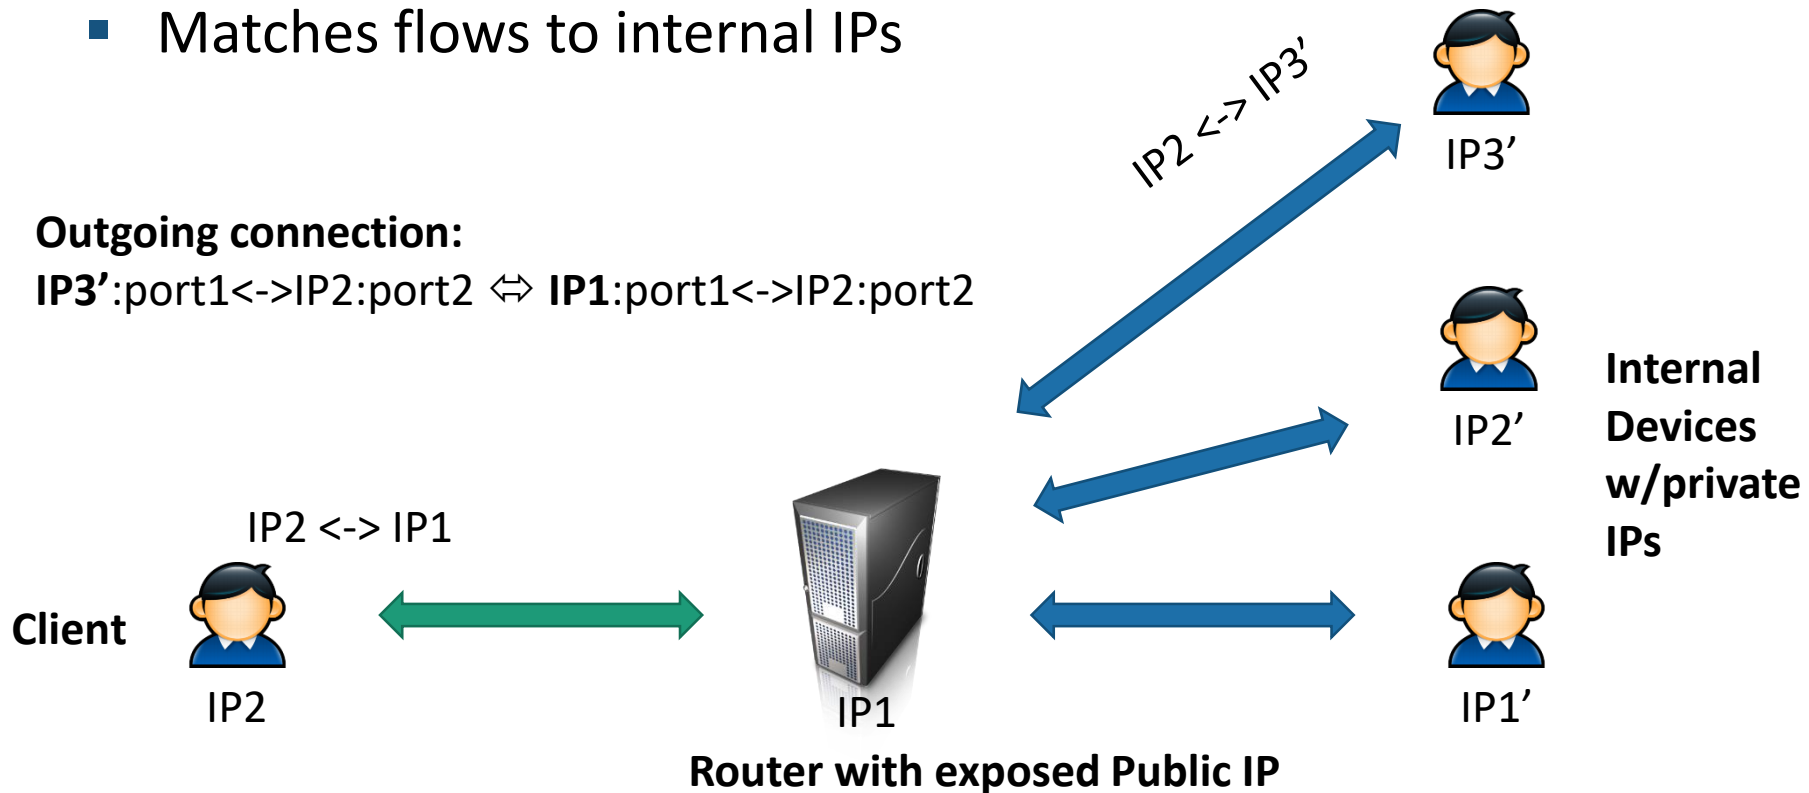 ▪ Matches flows to internal IPs
IP2 <-> IP3’
IP3’
Outgoing connection:
IP3’:port1<->IP2:port2 ⬄ IP1:port1<->IP2:port2
IP2’
Internal
Devices
w/private
IPs
IP2 <-> IP1
Client
IP2
IP1
IP1’
Router with exposed Public IP